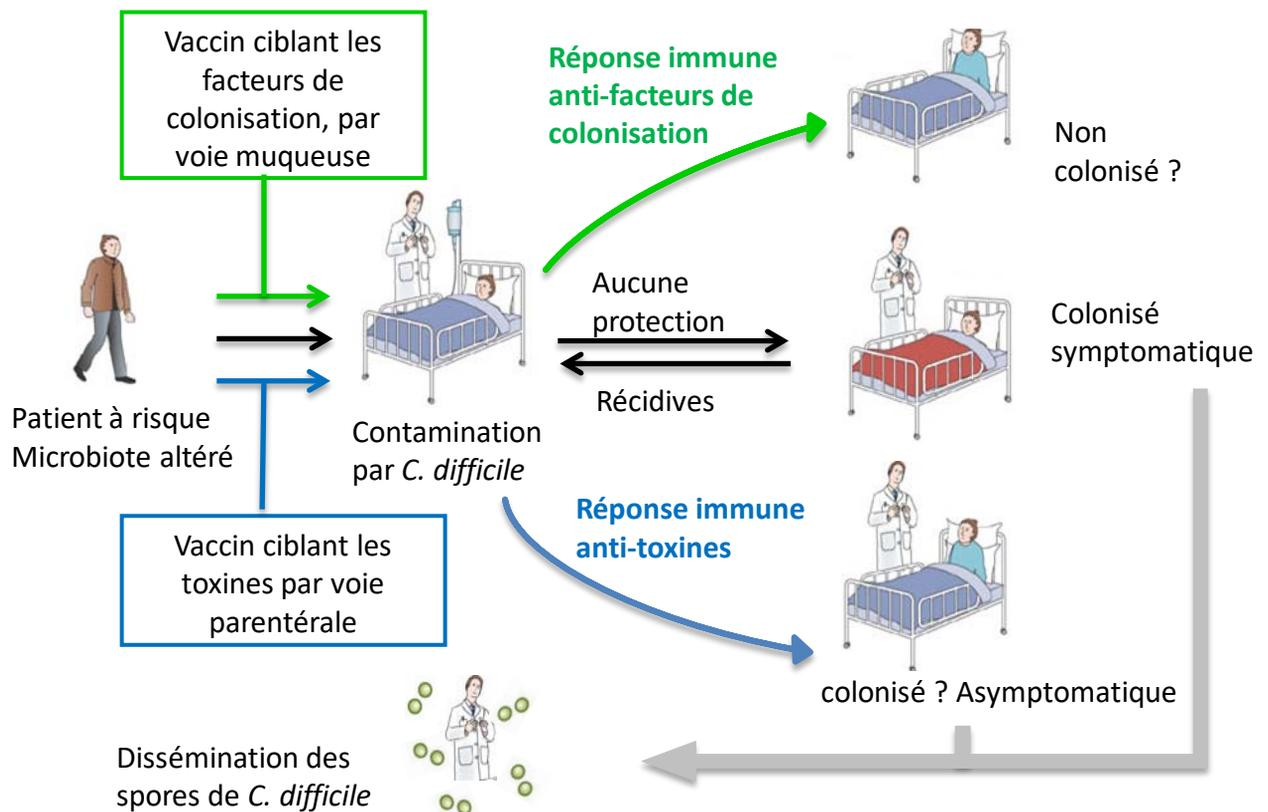 Vaccin ciblant les
facteurs de
colonisation, par
voie muqueuse
Réponse immune
anti-facteurs de
colonisation
Non
colonisé ?
Aucune
protection
Récidives
Colonisé
symptomatique
Patient à risque
Microbiote altéré
Contamination
par C. difficile
Vaccin ciblant les
toxines par voie
parentérale
Réponse immune
anti-toxines
colonisé ? Asymptomatique
Dissémination des
spores de C. difficile